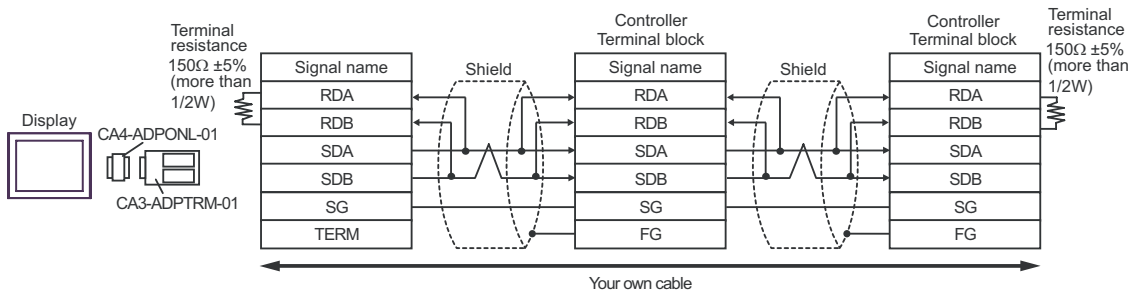 Terminal
resistance
150Ω ±5%
(more than
1/2W)
Display
CA4-ADPONL-01
CA3-ADPTRM-01
Signal name
RDA
RDB
SDA
SDB
SG
TERM
Shield
Controller
Terminal block
Signal name
RDA
RDB
SDA
SDB
SG
FG
Shield
Controller
Terminal block
Signal name
RDA
RDB
SDA
SDB
SG
FG
Terminal
resistance
150Ω ±5%
(more than
1/2W)
Your own cable